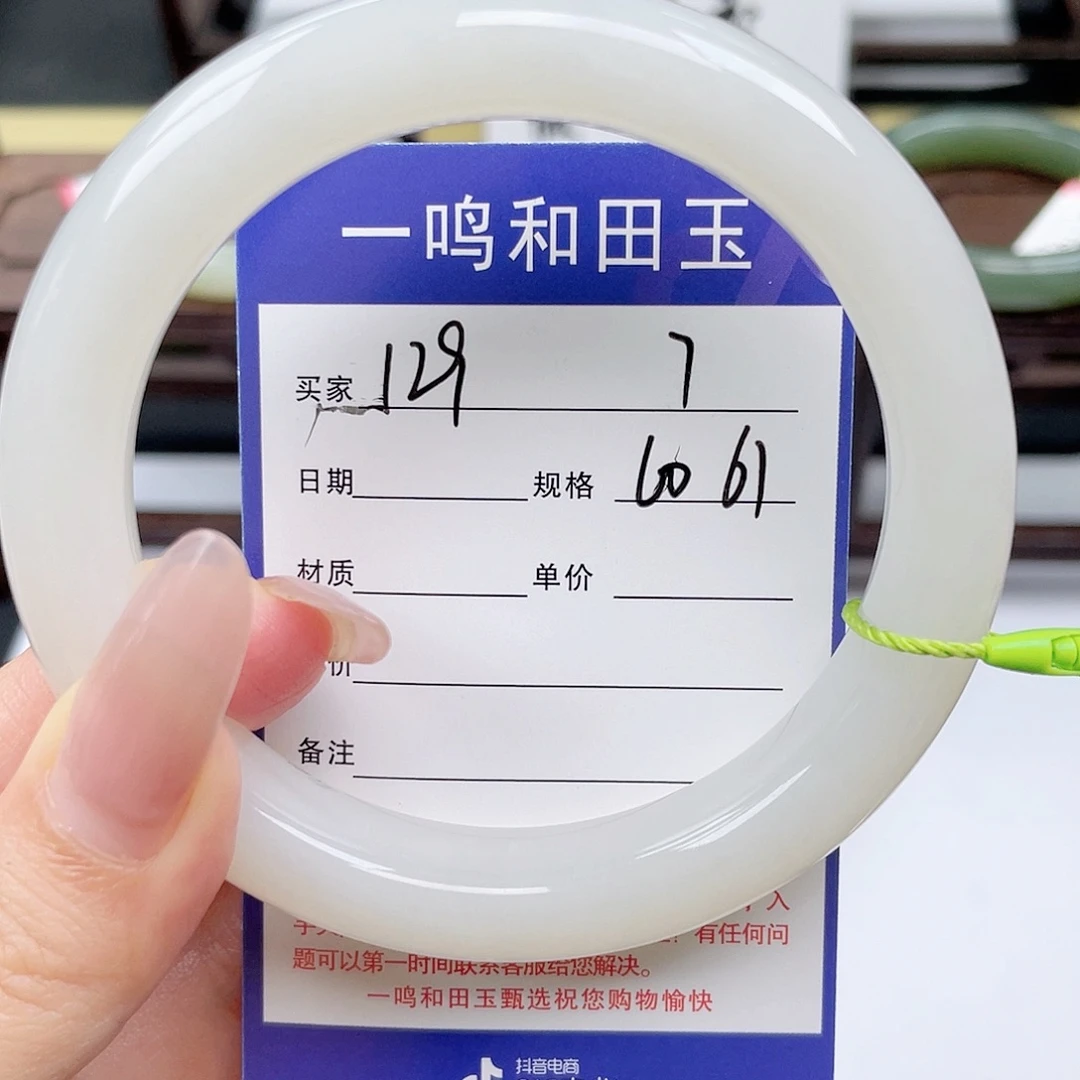 一鸣和田玉
买家 129 7
日期 规格 60 61
材质 单价
价
备注
，入
有任何问
题可以第一时间联系客服给您解决。
一鸣和田玉甄选祝您购物愉快
抖音电商